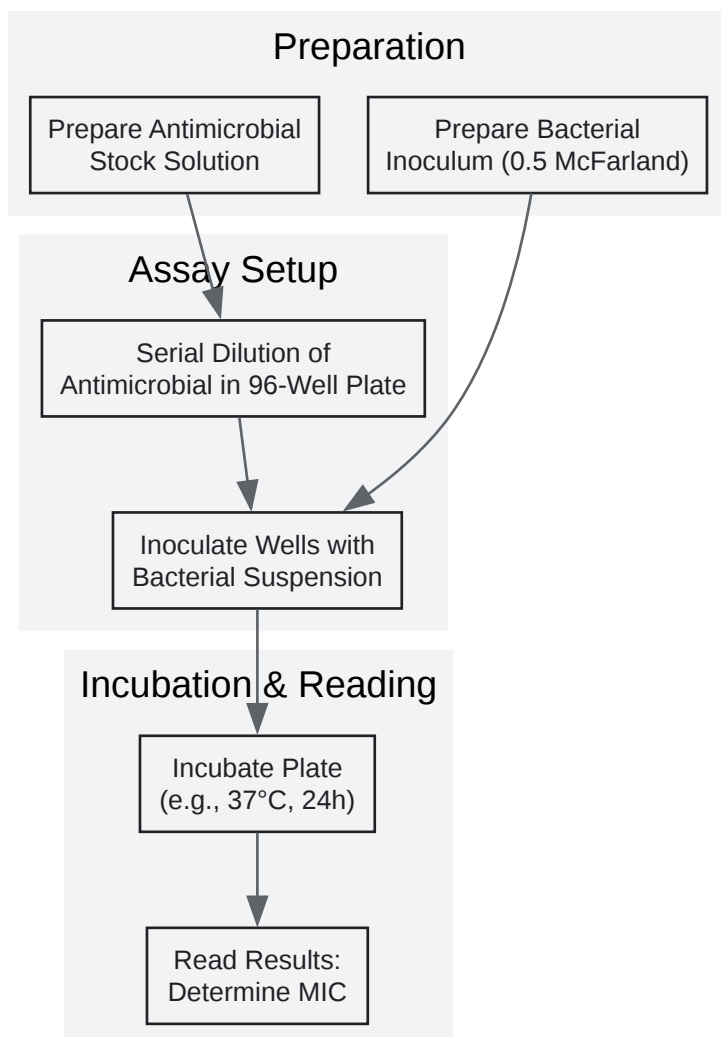 Preparation
Prepare Antimicrobial
Stock Solution
Prepare Bacterial
Inoculum (0.5 McFarland)
Assay Setup
Serial Dilution of
Antimicrobial in 96-Well Plate
Inoculate Wells with
Bacterial Suspension
Incubation & Reading
Incubate Plate
(e.g., 37°C, 24h)
Read Results:
Determine MIC